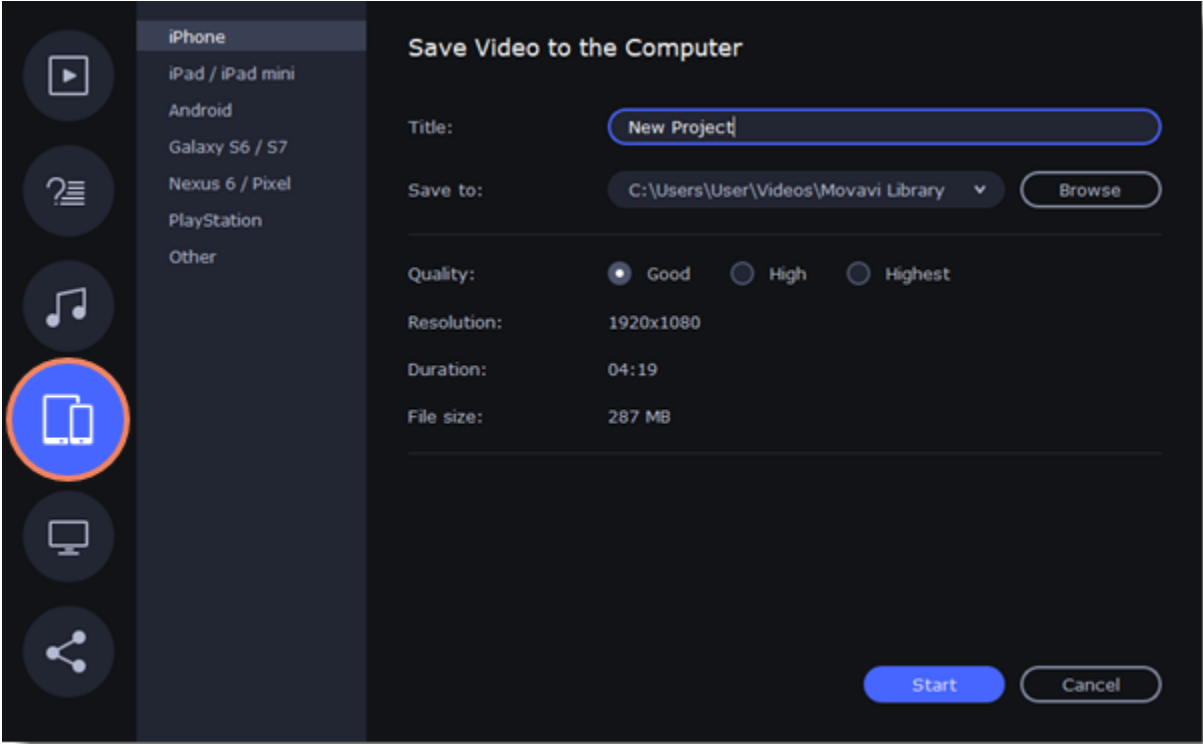 iPhone
iPad / iPad mini
Android
Galaxy S6 / S7
Nexus 6 / Pixel
PlayStation
Other
Save Video to the Computer
Title: New Project
Save to: C:\Users\User\Videos\Movavi Library Browse
Quality: Good High Highest
Resolution: 1920x1080
Duration: 04:19
File size: 287 MB
Start Cancel